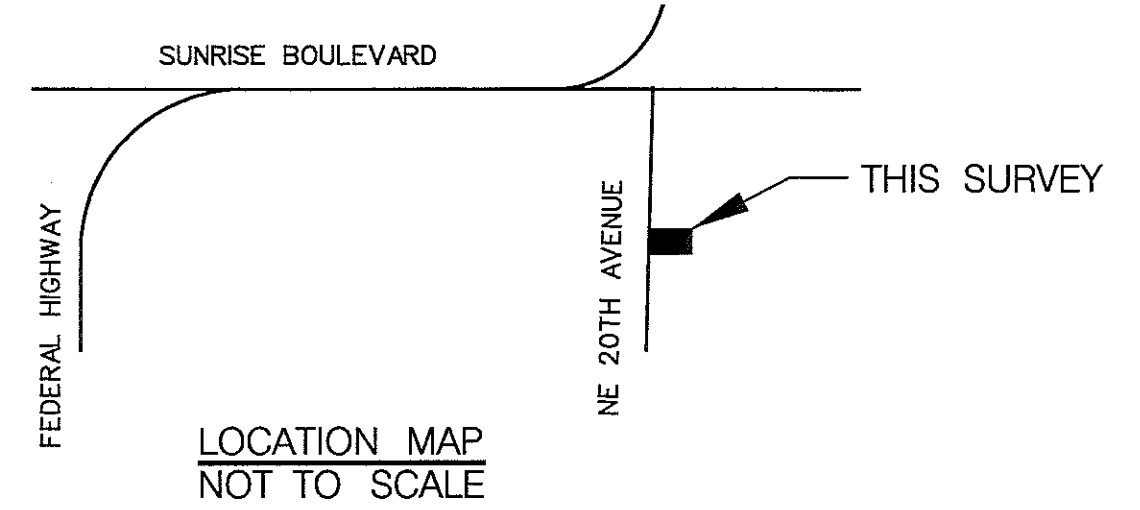 SUNRISE BOULEVARD
THIS SURVEY
FEDERAL HIGHWAY
NE 20TH AVENUE
LOCATION MAP
NOT TO SCALE